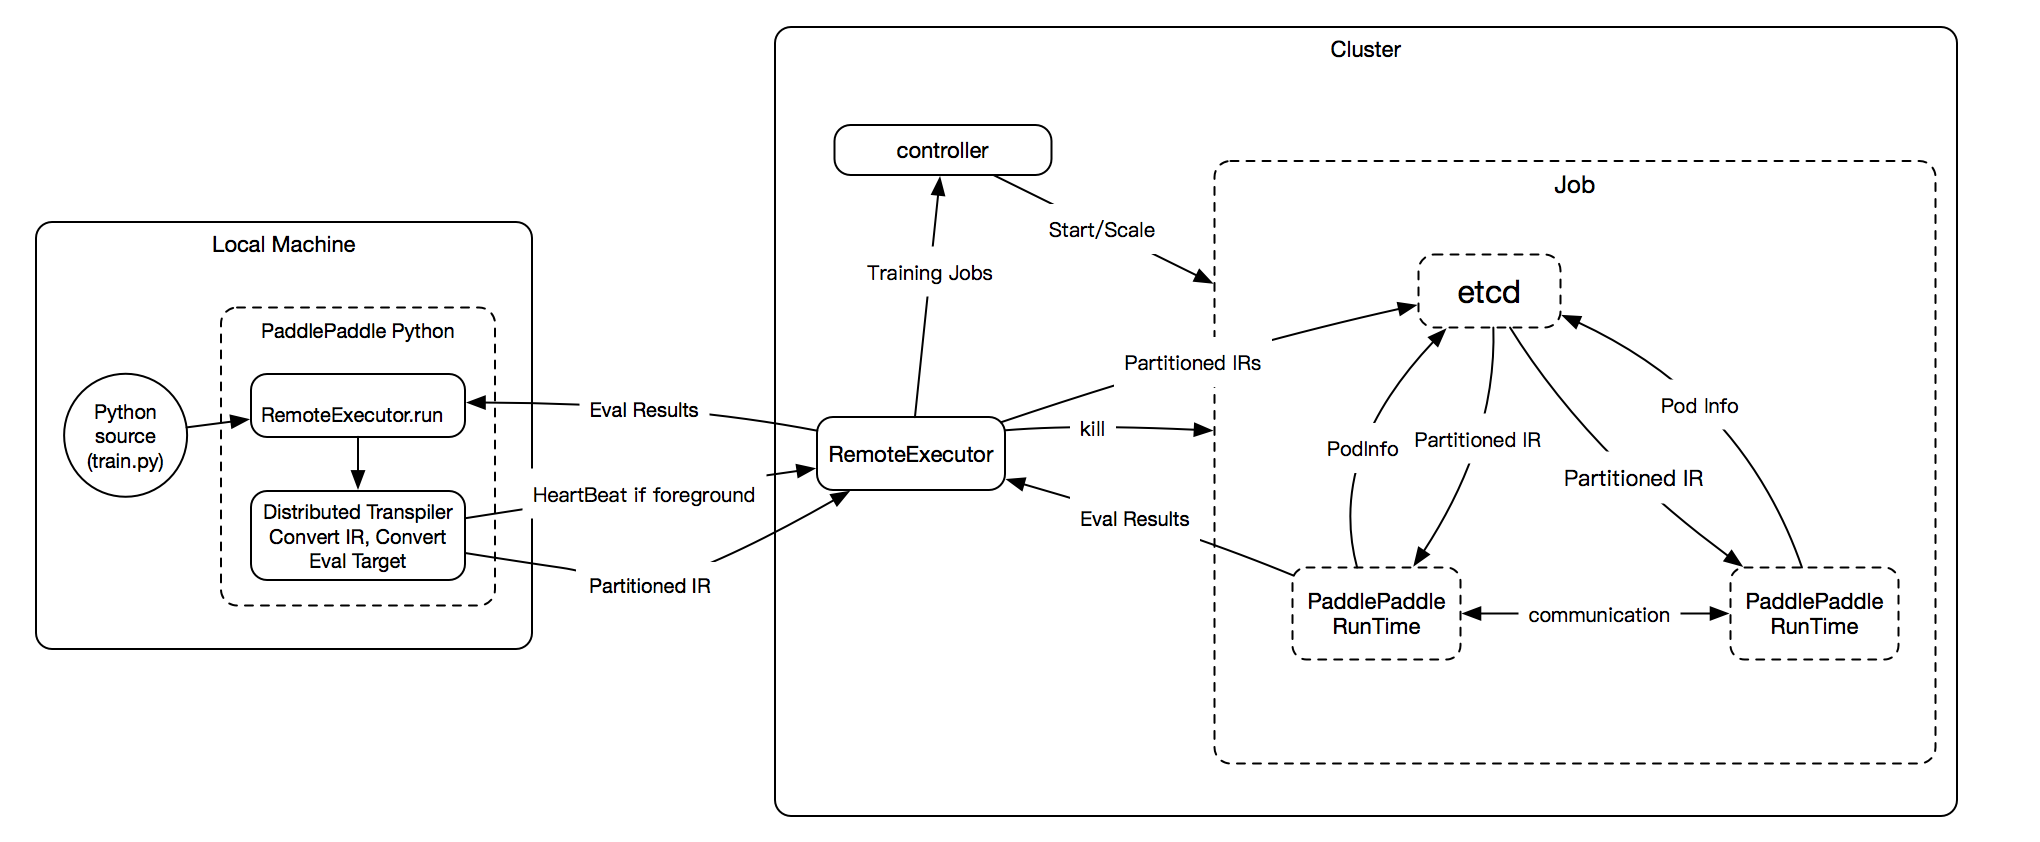 Cluster
controller
Job
Start/Scale
Local Machine
Training Jobs
etcd
PaddlePaddle Python
Partitioned IRs
Python
source
(train.py)
RemoteExecutor.run
Eval Results
kill
Pod Info
PodInfo
Partitioned IR
RemoteExecutor
Partitioned IR
HeartBeat if foreground
Distributed Transpiler
Convert IR, Convert
Eval Target
Eval Results
Partitioned IR
PaddlePaddle
RunTime
communication
PaddlePaddle
RunTime